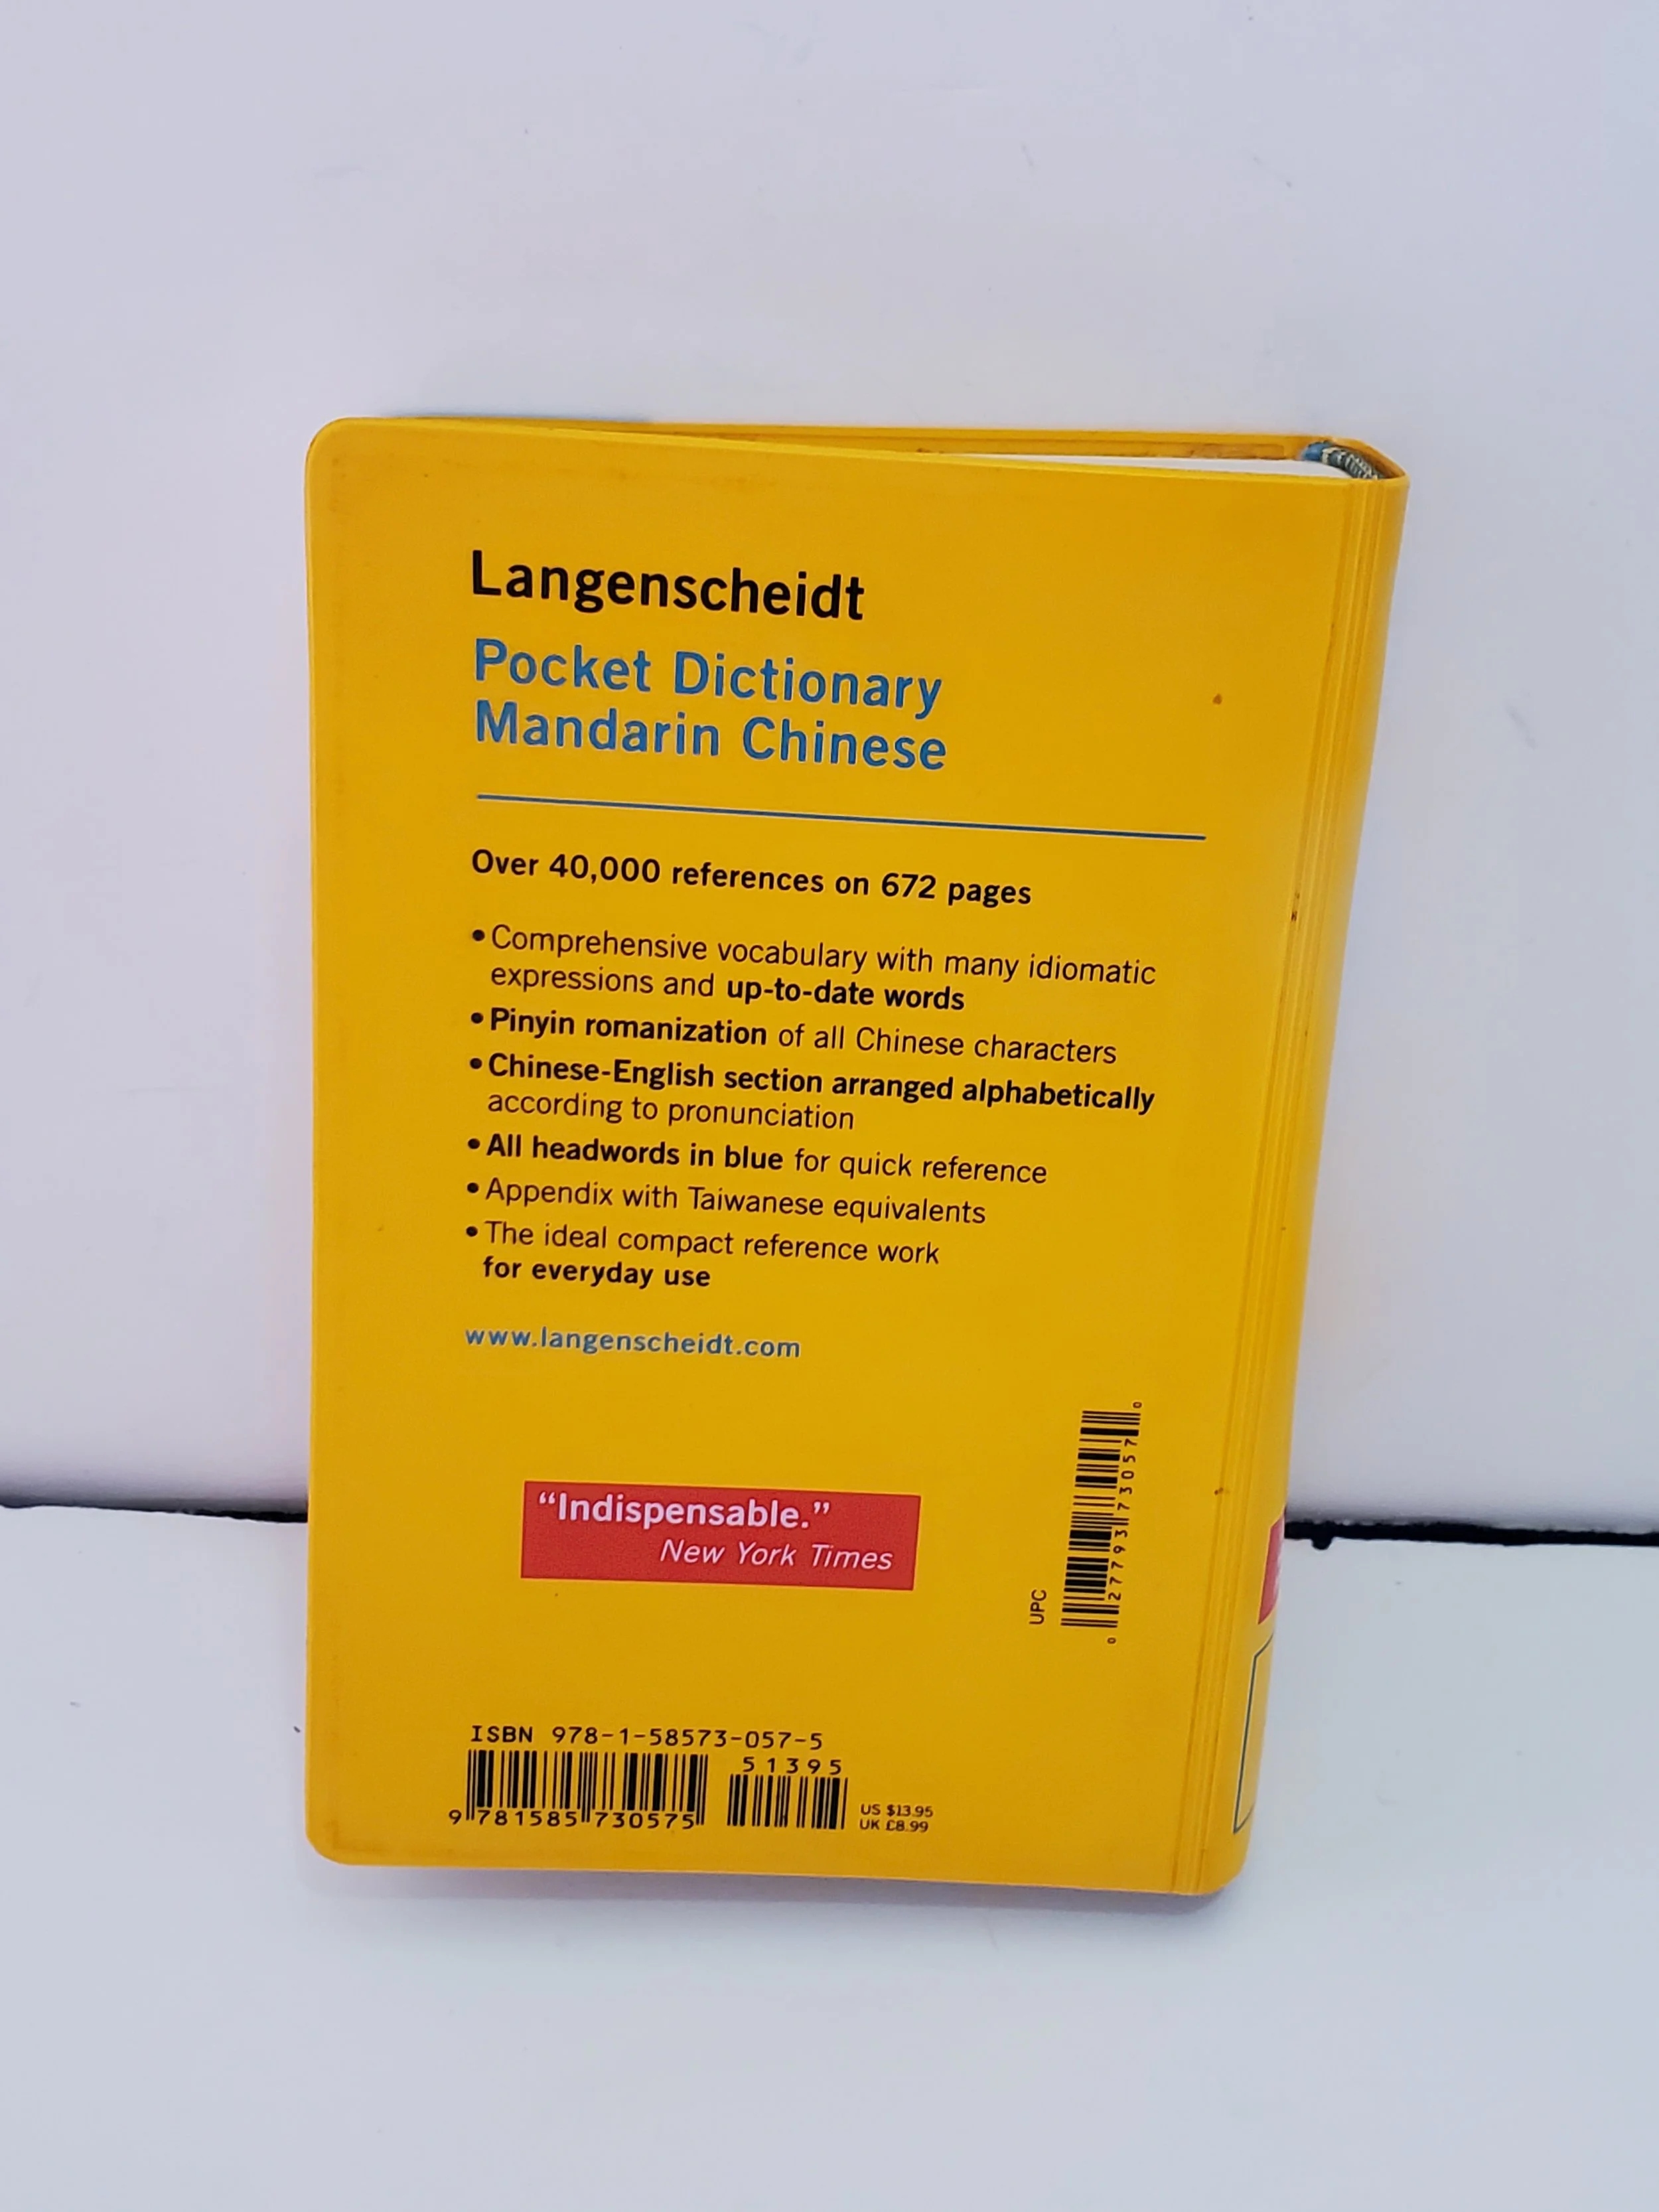 Langenscheidt
Pocket Dictionary
Mandarin Chinese
Over 40,000 references on 672 pages
• Comprehensive vocabulary with many idiomatic
expressions and up-to-date words
• Pinyin romanization of all Chinese characters
• Chinese-English section arranged alphabetically
according to pronunciation
• All headwords in blue for quick reference
• Appendix with Taiwanese equivalents
• The ideal compact reference work
for everyday use
www.langenscheidt.com
“Indispensable.”
New York Times
UPC
0 27793 73057 0
ISBN 978-1-58573-057-5
51395
9 781585 730575
US $13.95
UK £8.99